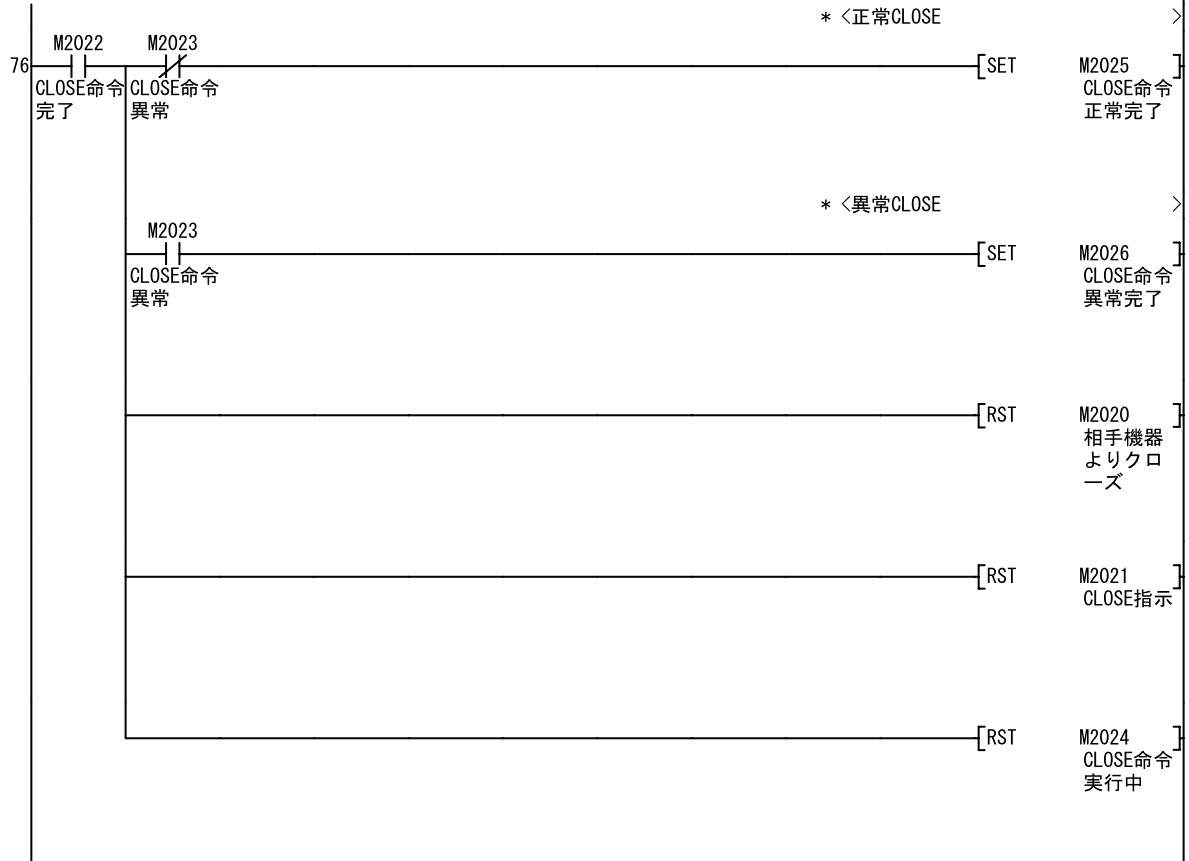 * <正常CLOSE >
M2022 M2023
76 [SET M2025 ]
CLOSE命令 CLOSE命令 CLOSE命令
完了 異常 正常完了
* <異常CLOSE >
M2023
[SET M2026 ]
CLOSE命令 CLOSE命令
異常 異常完了
[RST M2020 ]
相手機器
よりクロ
ーズ
[RST M2021 ]
CLOSE指示
[RST M2024 ]
CLOSE命令
実行中